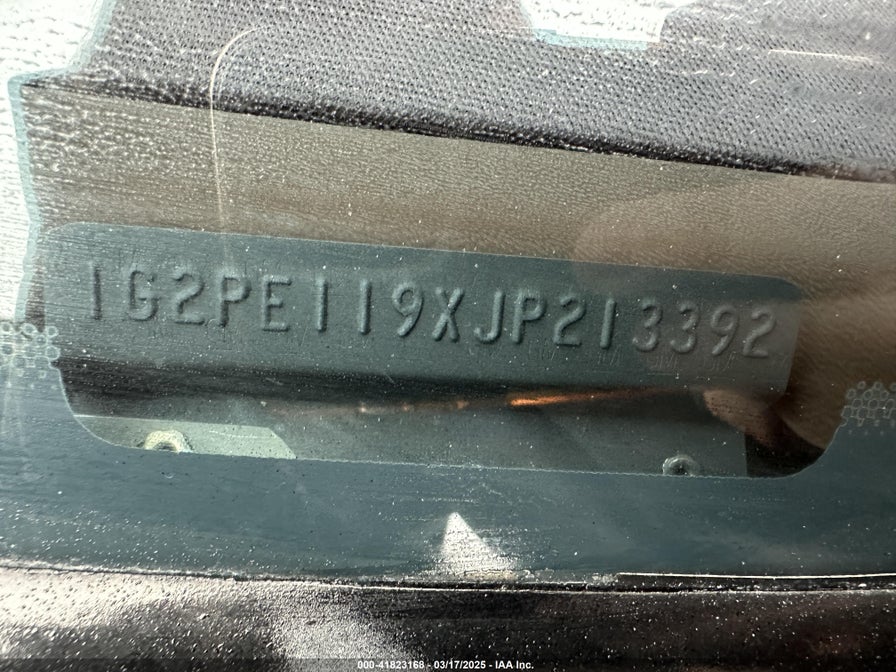 1G2PE119XJP213392
000-41823168 - 03/17/2025 - IAA Inc.